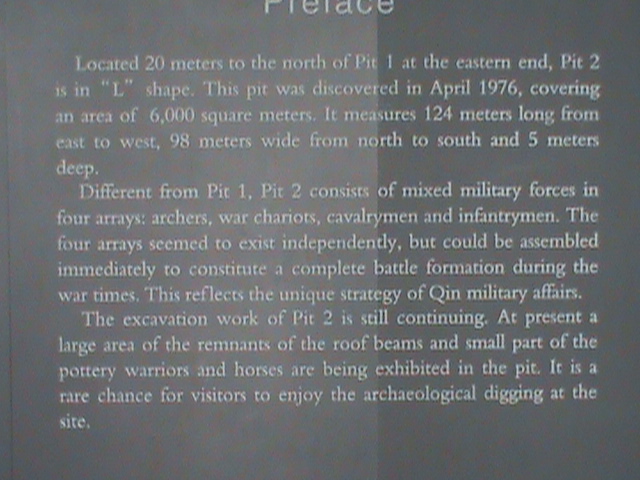 Preface
Located 20 meters to the north of Pit 1 at the eastern end, Pit 2
is in "L" shape. This pit was discovered in April 1976, covering
an area of 6,000 square meters. It measures 124 meters long from
east to west, 98 meters wide from north to south and 5 meters
deep.
Different from Pit 1, Pit 2 consists of mixed military forces in
four arrays: archers, war chariots, cavalrymen and infantrymen. The
four arrays seemed to exist independently, but could be assembled
immediately to constitute a complete battle formation during the
war times. This reflects the unique strategy of Qin military affairs.
The excavation work of Pit 2 is still continuing. At present a
large area of the remnants of the roof beams and small part of the
pottery warriors and horses are being exhibited in the pit. It is a
rare chance for visitors to enjoy the archaeological digging at the
site.